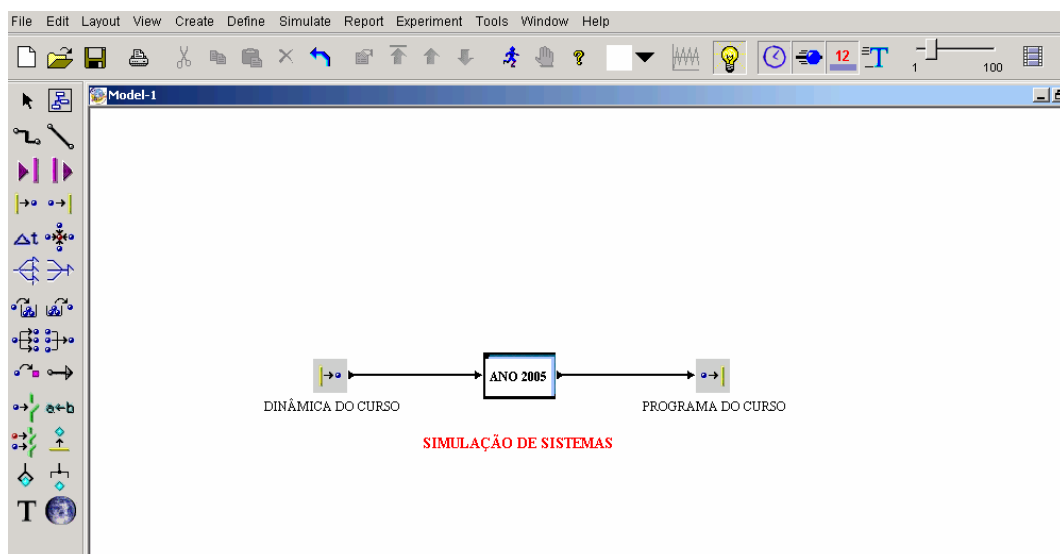 File Edit Layout View Create Define Simulate Report Experiment Tools Window Help
12 T 1 100
Model-1
Δt
a b
T
ANO 2005
DINÂMICA DO CURSO PROGRAMA DO CURSO
SIMULAÇÃO DE SISTEMAS